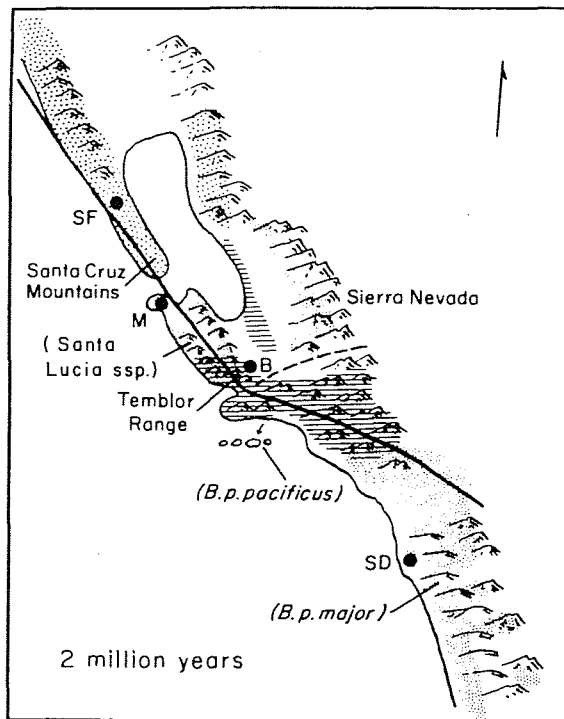 SF
Santa Cruz
Mountains
Sierra Nevada
M
( Santa
Lucia ssp.)
B
Temblor
Range
(B.p.pacificus)
SD
(B.p.major)
2 million years